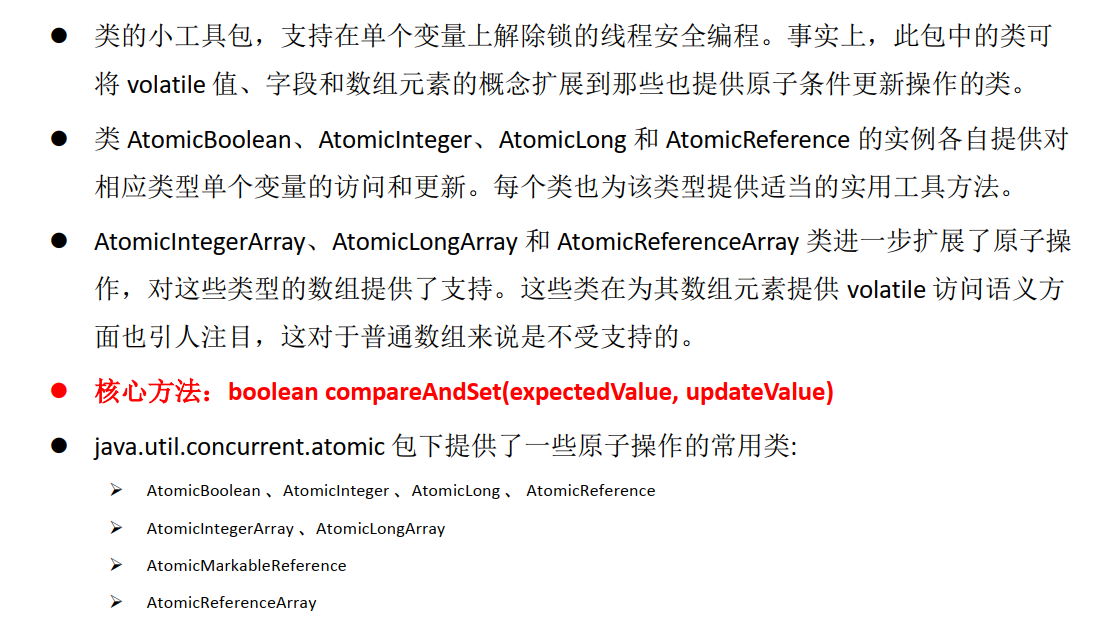 ● 类的小工具包，支持在单个变量上解除锁的线程安全编程。事实上，此包中的类可
将 volatile 值、字段和数组元素的概念扩展到那些也提供原子条件更新操作的类。
● 类 AtomicBoolean、AtomicInteger、AtomicLong 和 AtomicReference 的实例各自提供对
相应类型单个变量的访问和更新。每个类也为该类型提供适当的实用工具方法。
● AtomicIntegerArray、AtomicLongArray 和 AtomicReferenceArray 类进一步扩展了原子操
作，对这些类型的数组提供了支持。这些类在为其数组元素提供 volatile 访问语义方
面也引人注目，这对于普通数组来说是不受支持的。
● 核心方法：boolean compareAndSet(expectedValue, updateValue)
● java.util.concurrent.atomic 包下提供了一些原子操作的常用类:
➢ AtomicBoolean 、AtomicInteger 、AtomicLong 、 AtomicReference
➢ AtomicIntegerArray 、AtomicLongArray
➢ AtomicMarkableReference
➢ AtomicReferenceArray